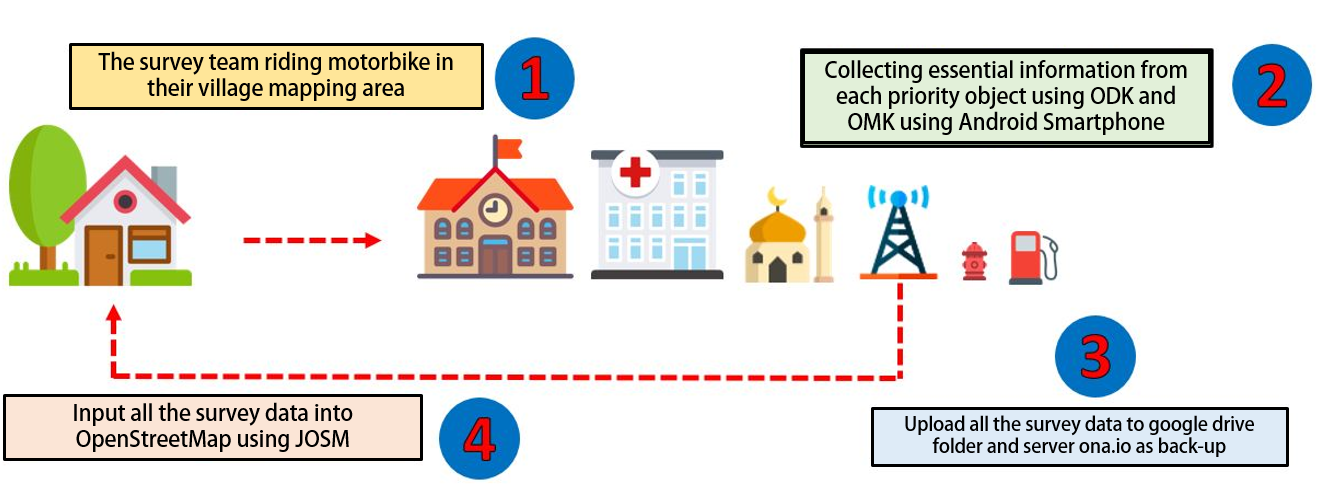 The survey team riding motorbike in
their village mapping area
1
Collecting essential information from
each priority object using ODK and
OMK using Android Smartphone
2
3
Upload all the survey data to google drive
folder and server ona.io as back-up
Input all the survey data into
OpenStreetMap using JOSM
4